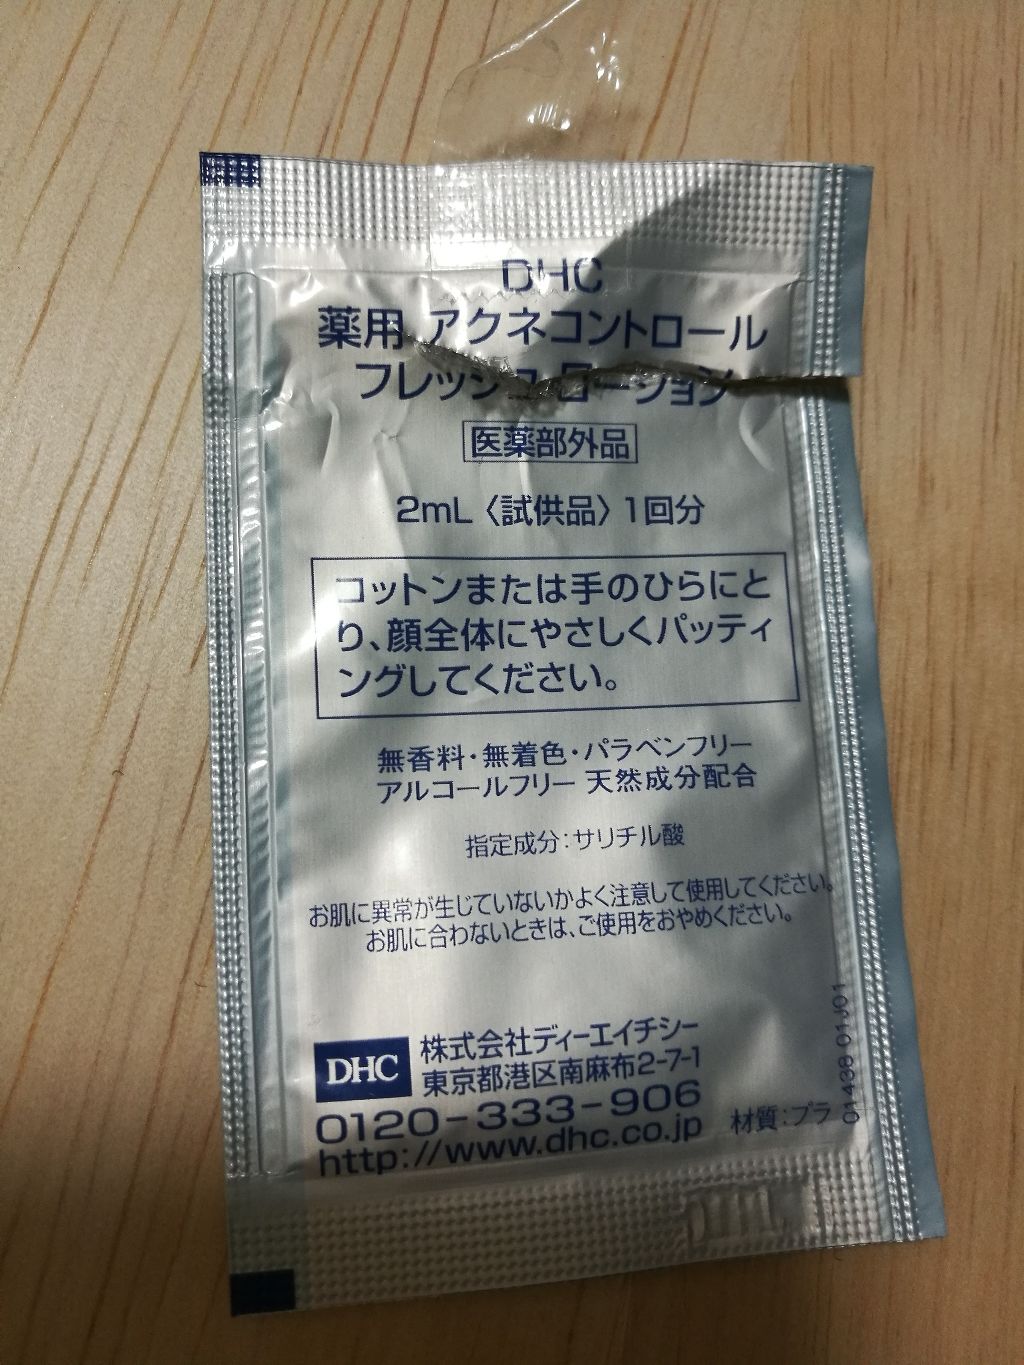 DHC
薬用 アクネコントロール
フレッシュ ローション
医薬部外品
2mL〈試供品〉1回分
コットンまたは手のひらにと
り、顔全体にやさしくパッティ
ングしてください。
無香料・無着色・パラベンフリー
アルコールフリー 天然成分配合
指定成分:サリチル酸
お肌に異常が生じていないかよく注意して使用してください。
お肌に合わないときは、ご使用をおやめください。
DHC
株式会社ディーエイチシー
東京都港区南麻布2-7-1
0120-333-906
http://www.dhc.co.jp
材質:プラ
01438 01J01